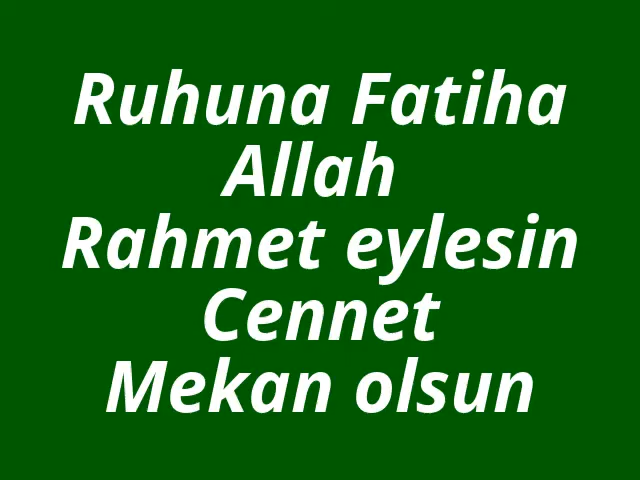 Ruhuna Fatiha
Allah
Rahmet eylesin
Cennet
Mekan olsun